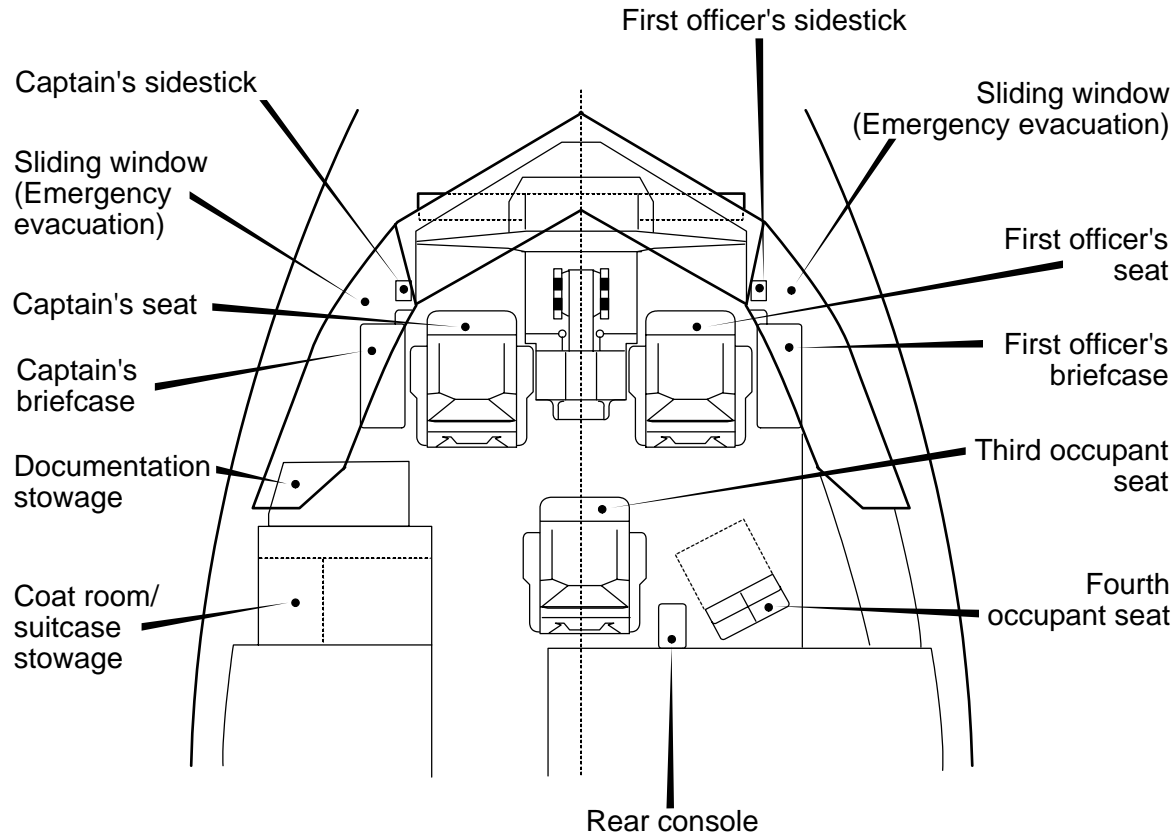 First officer's sidestick
Captain's sidestick
Sliding window
(Emergency evacuation)
Sliding window
(Emergency
evacuation)
First officer's
seat
Captain's seat
First officer's
briefcase
Captain's
briefcase
Third occupant
seat
Documentation
stowage
Fourth
occupant seat
Coat room/
suitcase
stowage
Rear console